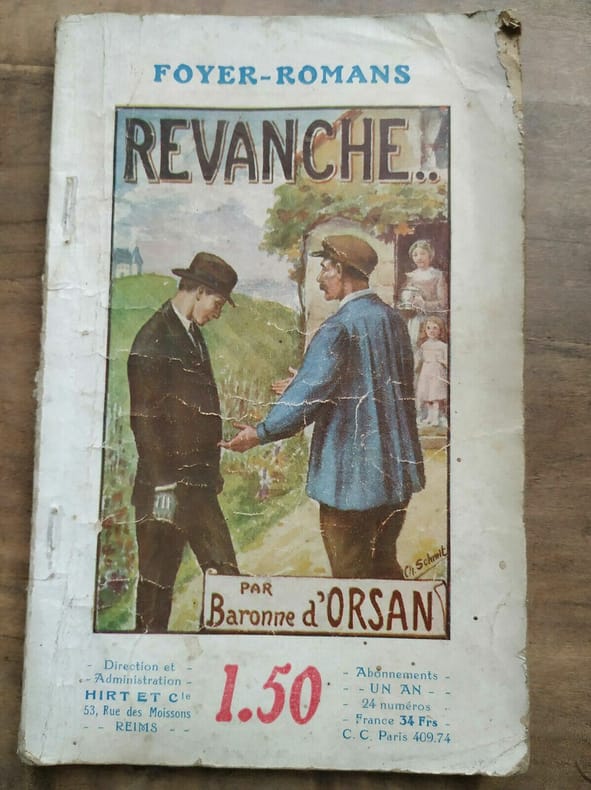 FOYER-ROMANS
REVANCHE..!
Ch. Schmit
PAR
Baronne d'ORSAN
- Direction et -
- Administration -
HIRT ET Cie
53, Rue des Moissons
- - REIMS - -
1.50
- Abonnements -
- - UN AN - -
- 24 numéros -
- France 34 Frs -
C. C. Paris 409.74